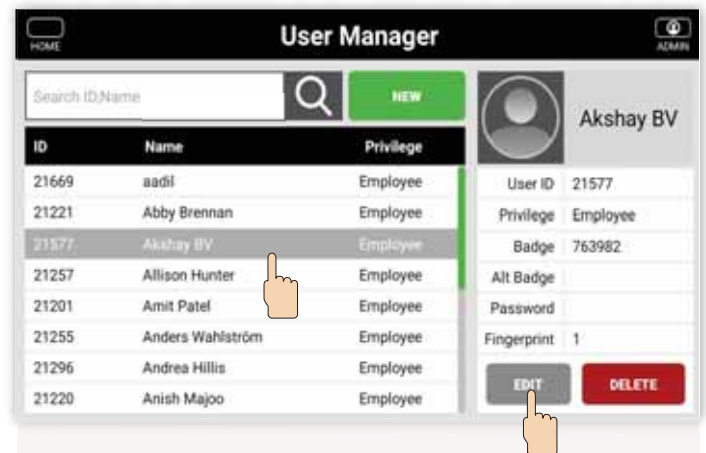 HOME
User Manager
ADMIN
Search ID,Name
NEW
Akshay BV
ID Name Privilege
21669 aadil Employee
21221 Abby Brennan Employee
21577 Akshay BV Employee
21257 Allison Hunter Employee
21201 Amit Patel Employee
21255 Anders Wahlström Employee
21296 Andrea Hillis Employee
21220 Anish Majoo Employee
User ID 21577
Privilege Employee
Badge 763982
Alt Badge
Password
Fingerprint 1
EDIT
DELETE